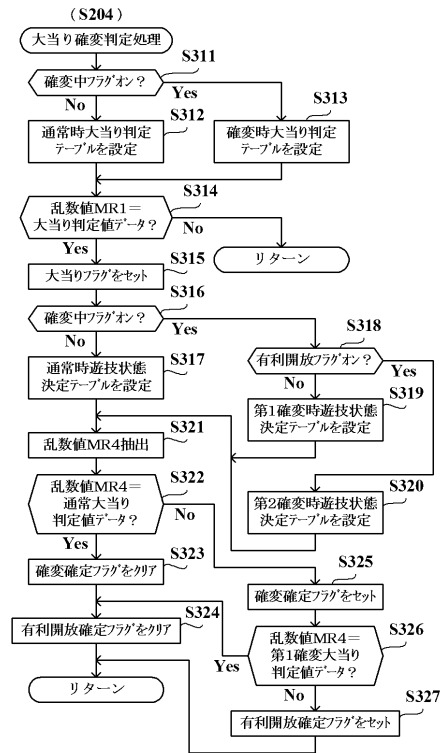 (S204)
大当り確変判定処理
S311
確変中フラグオン？
No
Yes
S312
通常時大当り判定
テーブルを設定
S313
確変時大当り判定
テーブルを設定
S314
乱数値MR1＝
大当り判定値データ？
Yes
No
リターン
S315
大当りフラグをセット
S316
確変中フラグオン？
No
Yes
S317
通常時遊技状態
決定テーブルを設定
S318
有利開放フラグオン？
No
Yes
S319
第1確変時遊技状態
決定テーブルを設定
S320
第2確変時遊技状態
決定テーブルを設定
S321
乱数値MR4抽出
S322
乱数値MR4＝
通常大当り
判定値データ？
Yes
No
S323
確変確定フラグをクリア
S324
有利開放確定フラグをクリア
リターン
S325
確変確定フラグをセット
S326
乱数値MR4＝
第1確変大当り
判定値データ？
Yes
No
S327
有利開放確定フラグをセット